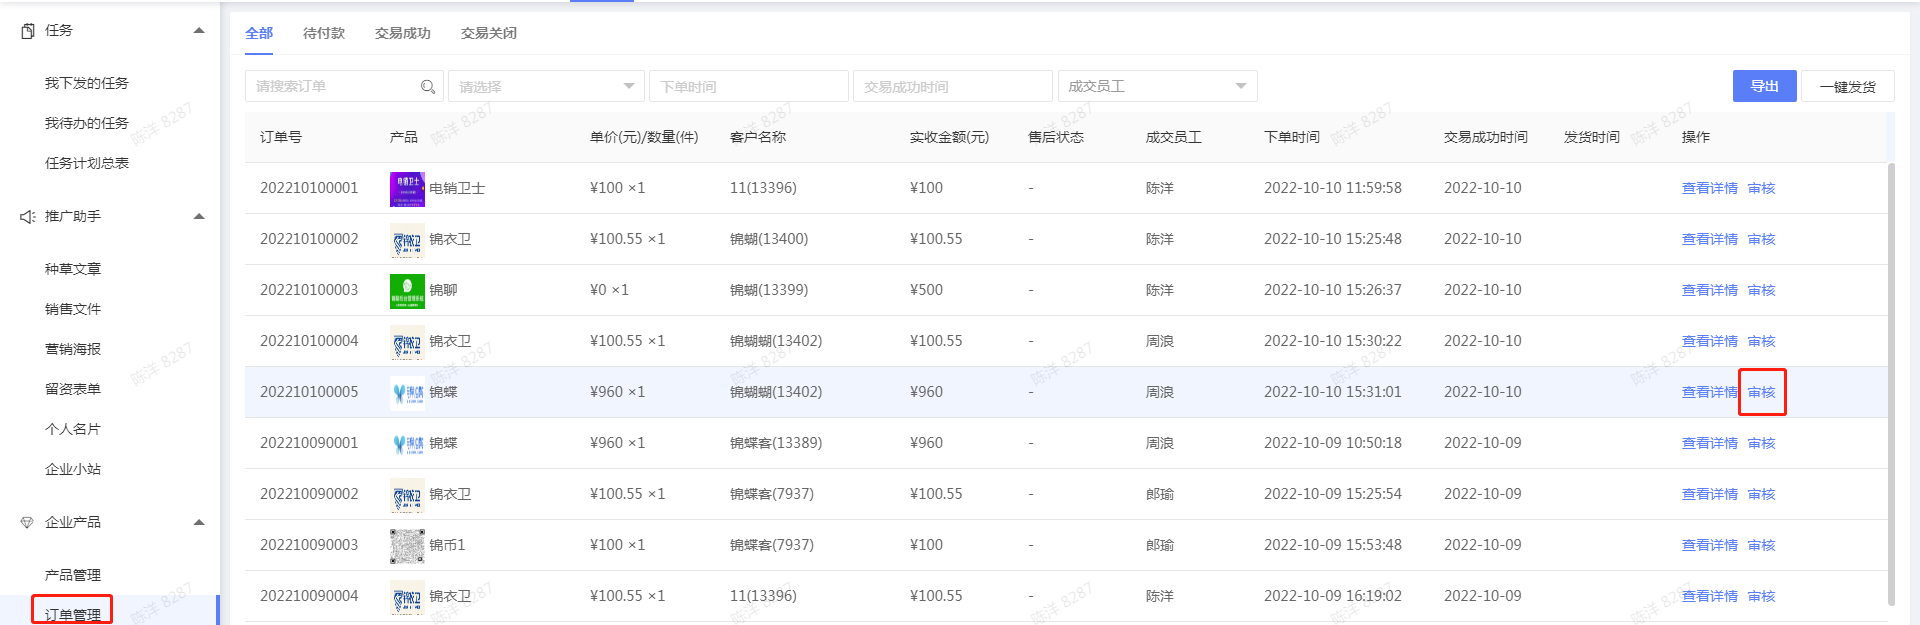 任务
我下发的任务
我待办的任务
任务计划总表
推广助手
种草文章
销售文件
营销海报
留资表单
个人名片
企业小站
企业产品
产品管理
订单管理
全部 待付款 交易成功 交易关闭
请搜索订单 请选择 下单时间 交易成功时间 成交员工 导出 一键发货
订单号 产品 单价(元)/数量(件) 客户名称 实收金额(元) 售后状态 成交员工 下单时间 交易成功时间 发货时间 操作
202210100001 电销卫士 ¥100 ×1 11(13396) ¥100 - 陈洋 2022-10-10 11:59:58 2022-10-10 查看详情 审核
202210100002 锦衣卫 ¥100.55 ×1 锦蝴(13400) ¥100.55 - 陈洋 2022-10-10 15:25:48 2022-10-10 查看详情 审核
202210100003 锦聊 ¥0 ×1 锦蝴(13399) ¥500 - 陈洋 2022-10-10 15:26:37 2022-10-10 查看详情 审核
202210100004 锦衣卫 ¥100.55 ×1 锦蝴蝴(13402) ¥100.55 - 周浪 2022-10-10 15:30:22 2022-10-10 查看详情 审核
202210100005 锦蝶 ¥960 ×1 锦蝴蝴(13402) ¥960 - 周浪 2022-10-10 15:31:01 2022-10-10 查看详情 审核
202210090001 锦蝶 ¥960 ×1 锦蝶客(13389) ¥960 - 周浪 2022-10-09 10:50:18 2022-10-09 查看详情 审核
202210090002 锦衣卫 ¥100.55 ×1 锦蝶客(7937) ¥100.55 - 郎瑜 2022-10-09 15:25:54 2022-10-09 查看详情 审核
202210090003 锦币1 ¥100 ×1 锦蝶客(7937) ¥100 - 郎瑜 2022-10-09 15:53:48 2022-10-09 查看详情 审核
202210090004 锦衣卫 ¥100.55 ×1 11(13396) ¥100.55 - 陈洋 2022-10-09 16:19:02 2022-10-09 查看详情 审核
陈洋 8287